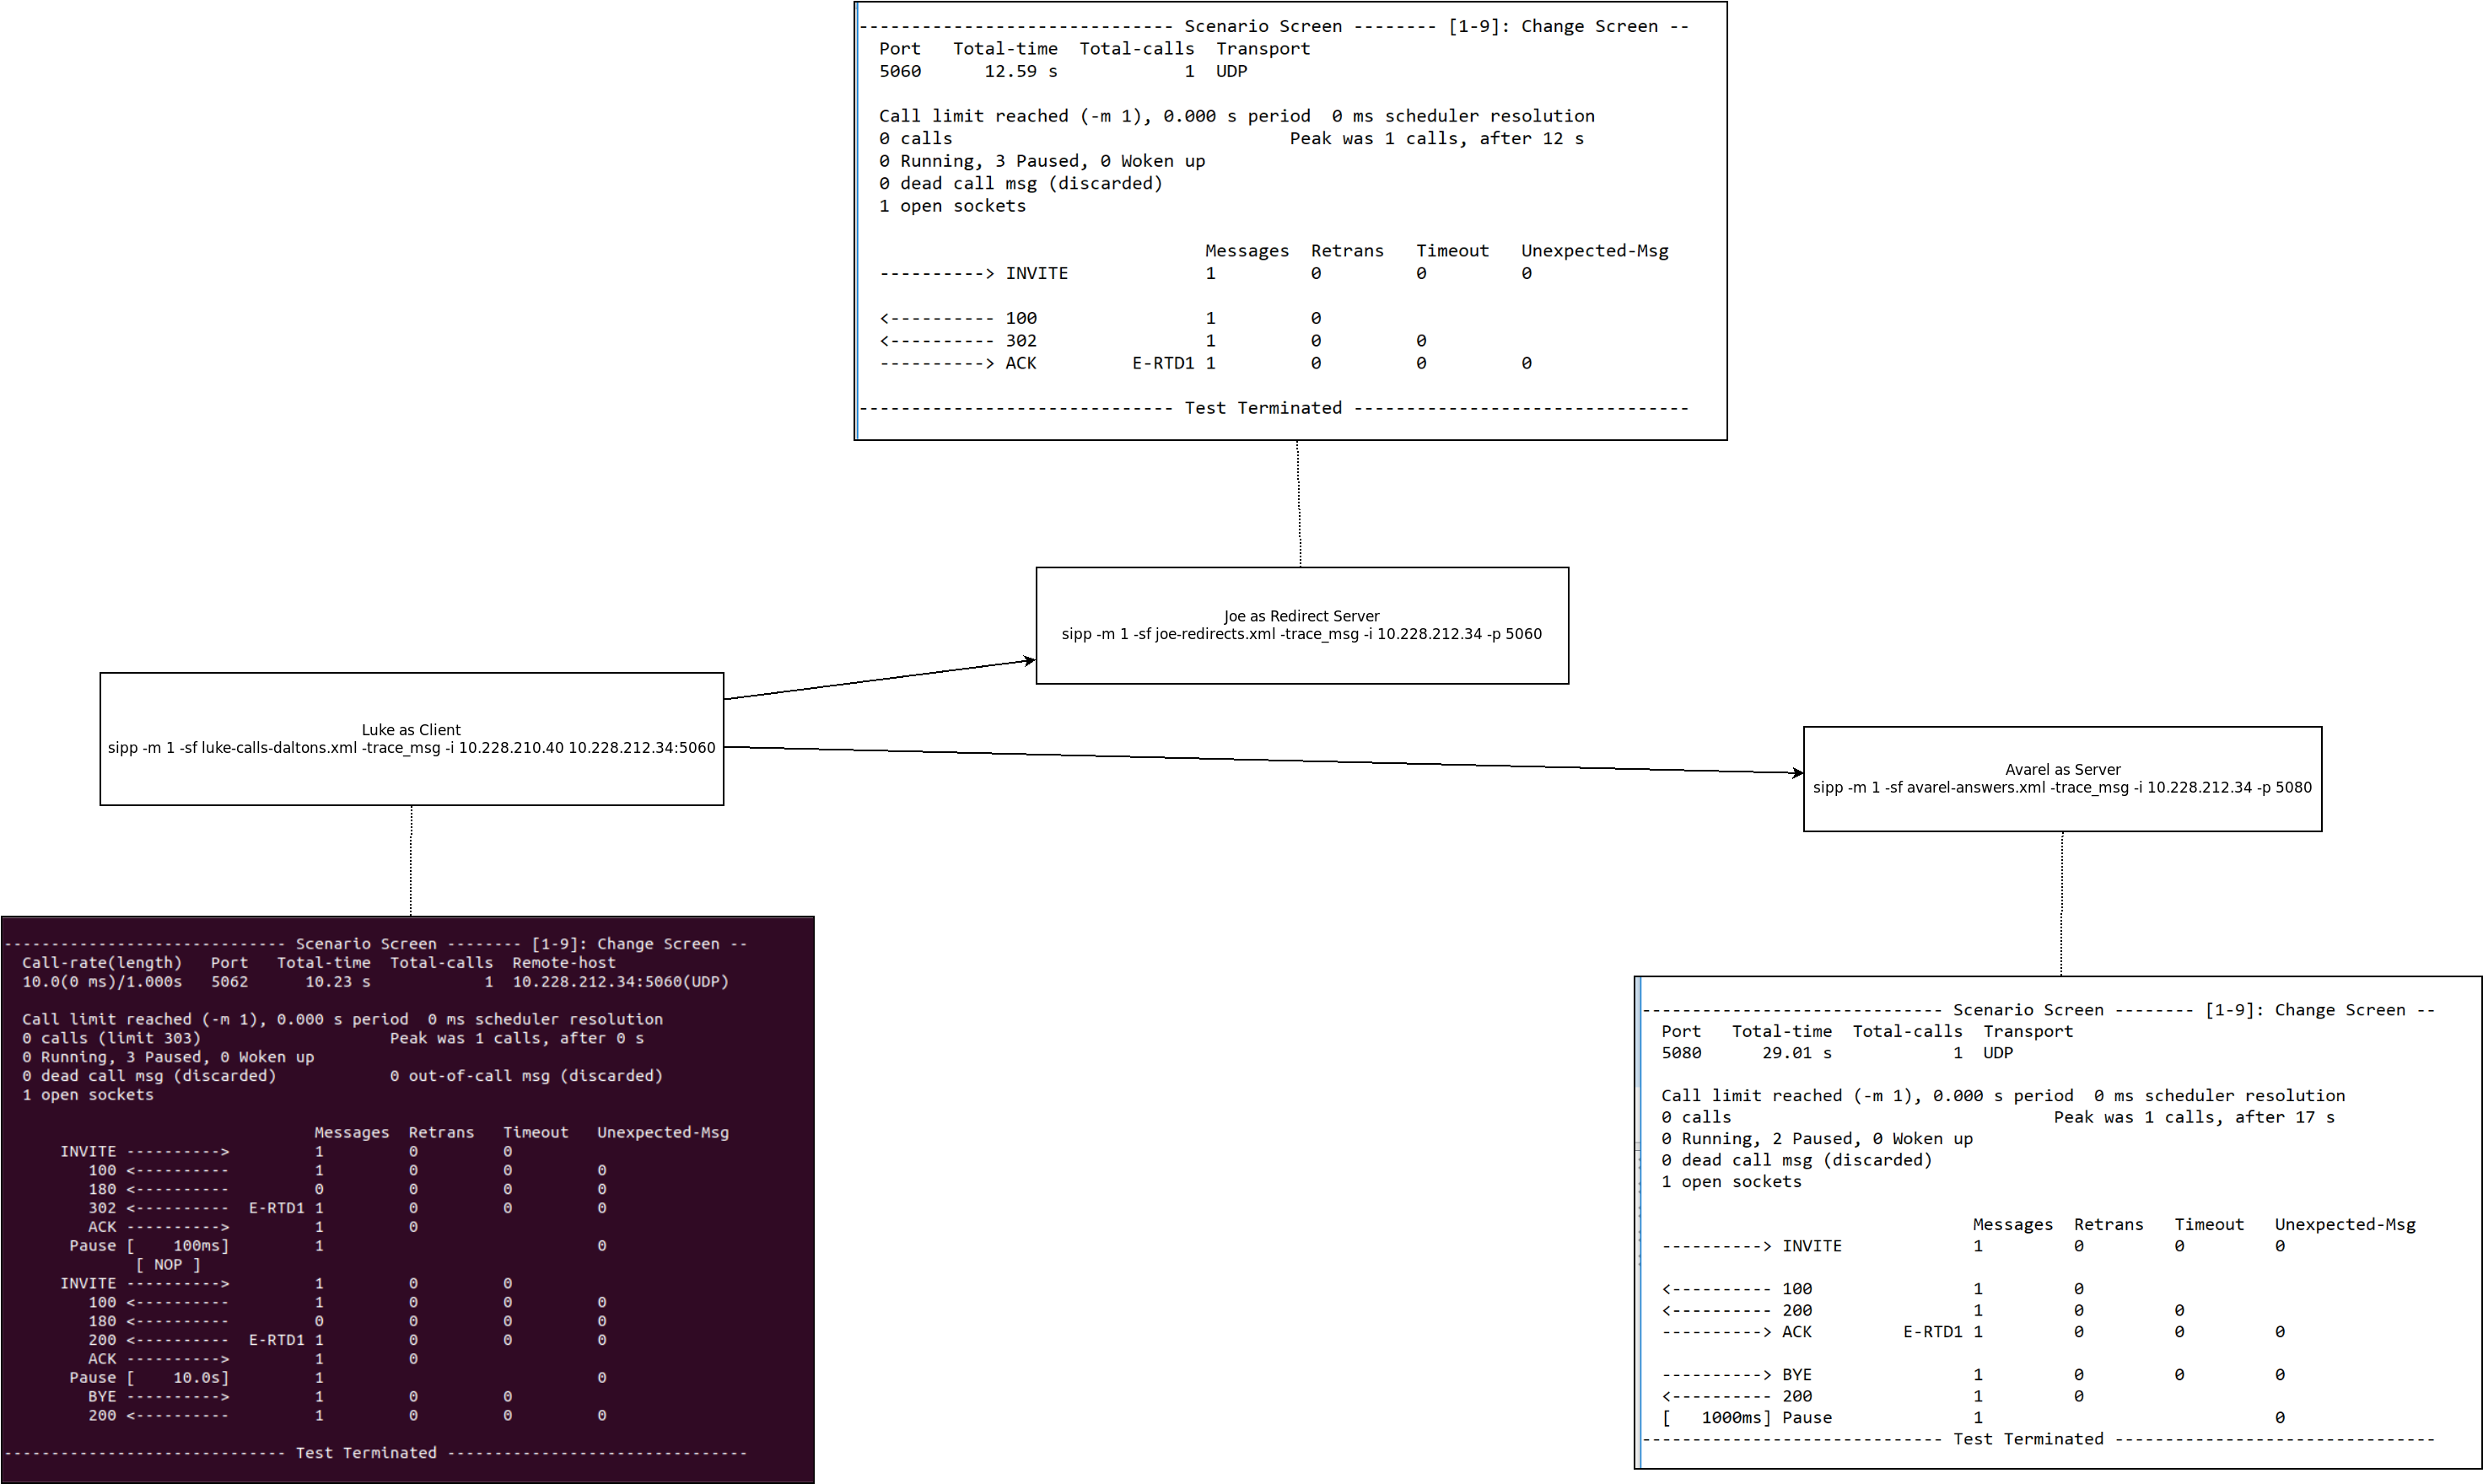 ----------------------------- Scenario Screen -------- [1-9]: Change Screen --
Port   Total-time  Total-calls  Transport
5060      12.59 s            1  UDP
Call limit reached (-m 1), 0.000 s period  0 ms scheduler resolution
0 calls                                Peak was 1 calls, after 12 s
0 Running, 3 Paused, 0 Woken up
0 dead call msg (discarded)
1 open sockets
Messages  Retrans   Timeout   Unexpected-Msg
----------> INVITE             1         0         0         0
<---------- 100                1         0
<---------- 302                1         0         0
----------> ACK         E-RTD1 1         0         0         0
------------------------------ Test Terminated --------------------------------
Joe as Redirect Server
sipp -m 1 -sf joe-redirects.xml -trace_msg -i 10.228.212.34 -p 5060
Luke as Client
sipp -m 1 -sf luke-calls-daltons.xml -trace_msg -i 10.228.210.40 10.228.212.34:5060
Avarel as Server
sipp -m 1 -sf avarel-answers.xml -trace_msg -i 10.228.212.34 -p 5080
------------------------------ Scenario Screen -------- [1-9]: Change Screen --
Call-rate(length)   Port   Total-time  Total-calls  Remote-host
10.0(0 ms)/1.000s   5062      10.23 s            1  10.228.212.34:5060(UDP)
Call limit reached (-m 1), 0.000 s period  0 ms scheduler resolution
0 calls (limit 303)                    Peak was 1 calls, after 0 s
0 Running, 3 Paused, 0 Woken up
0 dead call msg (discarded)            0 out-of-call msg (discarded)
1 open sockets
Messages  Retrans   Timeout   Unexpected-Msg
INVITE ---------->         1         0         0
100 <----------         1         0         0         0
180 <----------         0         0         0         0
302 <----------  E-RTD1 1         0         0         0
ACK ---------->         1         0
Pause [    100ms]         1                             0
[ NOP ]
INVITE ---------->         1         0         0
100 <----------         1         0         0         0
180 <----------         0         0         0         0
200 <----------  E-RTD1 1         0         0         0
ACK ---------->         1         0
Pause [    10.0s]         1                             0
BYE ---------->         1         0         0
200 <----------         1         0         0         0
------------------------------ Test Terminated --------------------------------
------------------------------ Scenario Screen -------- [1-9]: Change Screen --
Port   Total-time  Total-calls  Transport
5080      29.01 s            1  UDP
Call limit reached (-m 1), 0.000 s period  0 ms scheduler resolution
0 calls                                Peak was 1 calls, after 17 s
0 Running, 2 Paused, 0 Woken up
0 dead call msg (discarded)
1 open sockets
Messages  Retrans   Timeout   Unexpected-Msg
----------> INVITE             1         0         0         0
<---------- 100                1         0
<---------- 200                1         0         0
----------> ACK         E-RTD1 1         0         0         0
----------> BYE                1         0         0         0
<---------- 200                1         0
[   1000ms] Pause              1                             0
------------------------------ Test Terminated --------------------------------